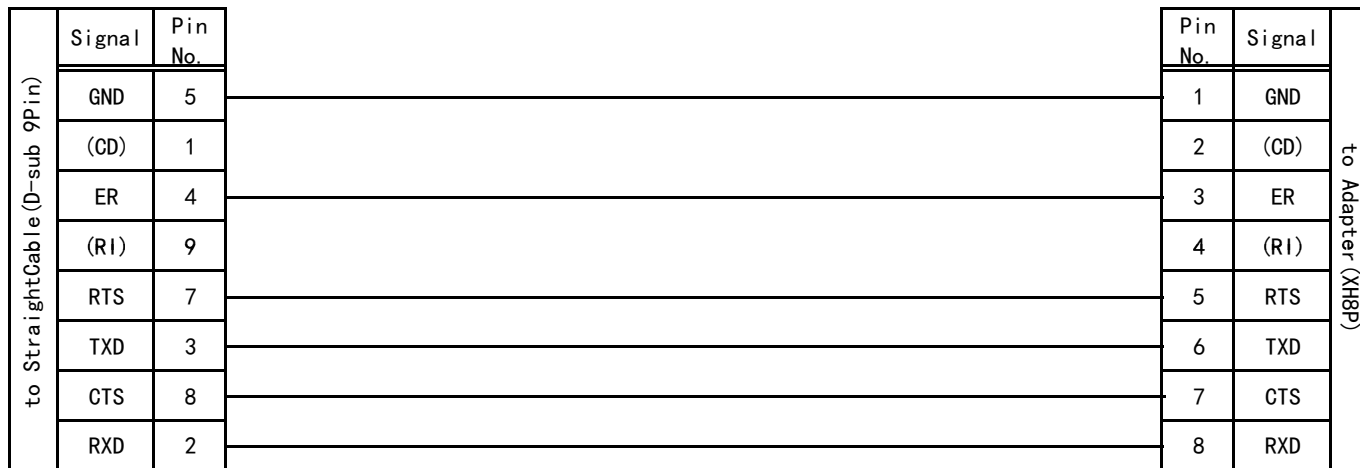 to StraightCable(D-sub 9Pin)
Signal Pin No.
GND 5
(CD) 1
ER 4
(RI) 9
RTS 7
TXD 3
CTS 8
RXD 2
Pin No. Signal
1 GND
2 (CD)
3 ER
4 (RI)
5 RTS
6 TXD
7 CTS
8 RXD
to Adapter(XH8P)